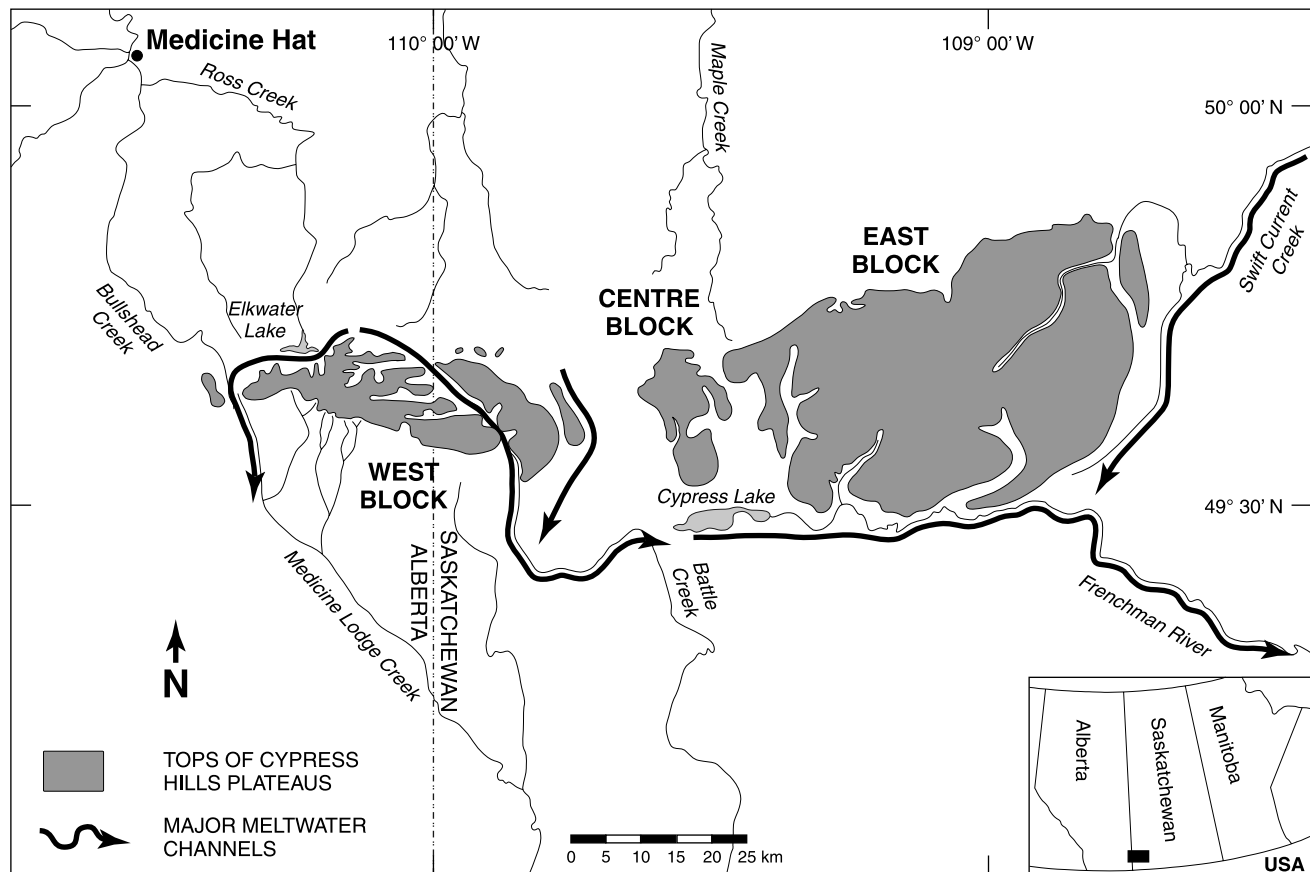 Medicine Hat
110° 00' W
109° 00' W
50° 00' N
Ross Creek
Maple Creek
Swift Current
Creek
EAST
BLOCK
CENTRE
BLOCK
Bullshead
Creek
Elkwater
Lake
WEST
BLOCK
Cypress Lake
49° 30' N
ALBERTA
SASKATCHEWAN
Battle
Creek
Medicine Lodge Creek
Frenchman River
N
TOPS OF CYPRESS
HILLS PLATEAUS
MAJOR MELTWATER
CHANNELS
0 5 10 15 20 25 km
Alberta
Saskatchewan
Manitoba
USA